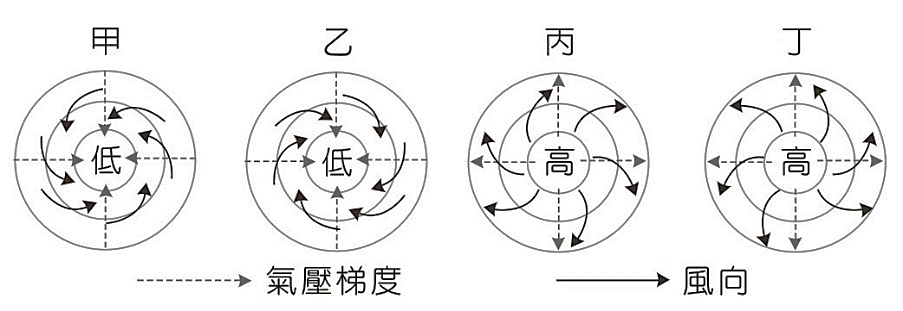 甲 乙 丙 丁
低 低 高 高
氣壓梯度 風向